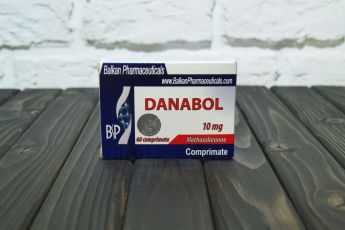 Balkan Pharmaceuticals
www.BalkanPharmaceuticals.com
DANABOL
10 mg
60 comprimate
Methandienone
BP
Comprimate